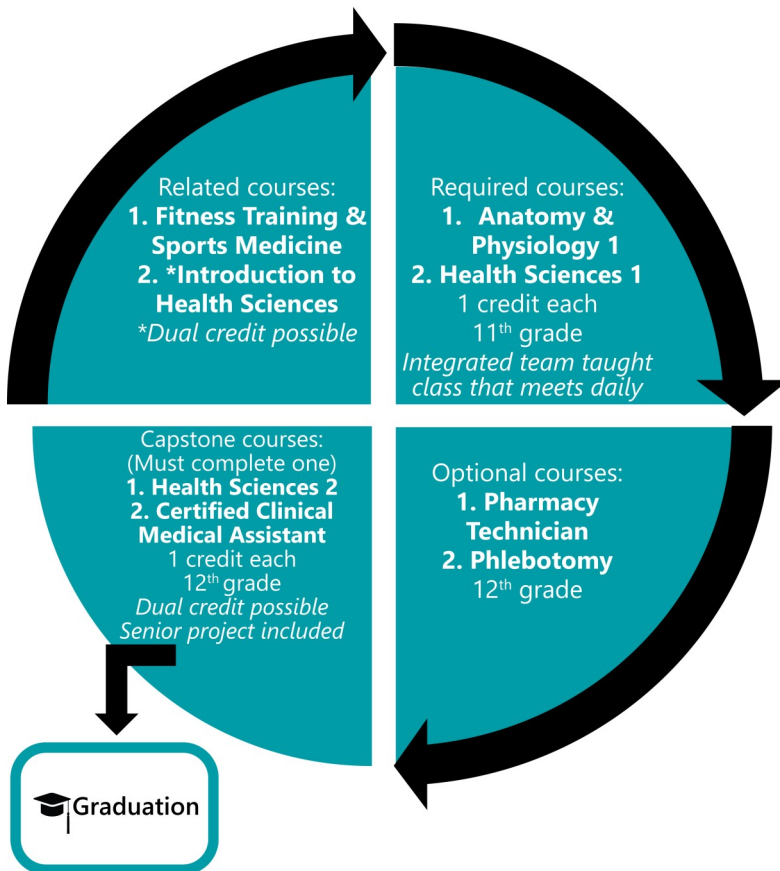 Related courses:
1. Fitness Training &
Sports Medicine
2. *Introduction to
Health Sciences
*Dual credit possible
Required courses:
1. Anatomy &
Physiology 1
2. Health Sciences 1
1 credit each
11th grade
Integrated team taught
class that meets daily
Optional courses:
1. Pharmacy
Technician
2. Phlebotomy
12th grade
Capstone courses:
(Must complete one)
1. Health Sciences 2
2. Certified Clinical
Medical Assistant
1 credit each
12th grade
Dual credit possible
Senior project included
Graduation